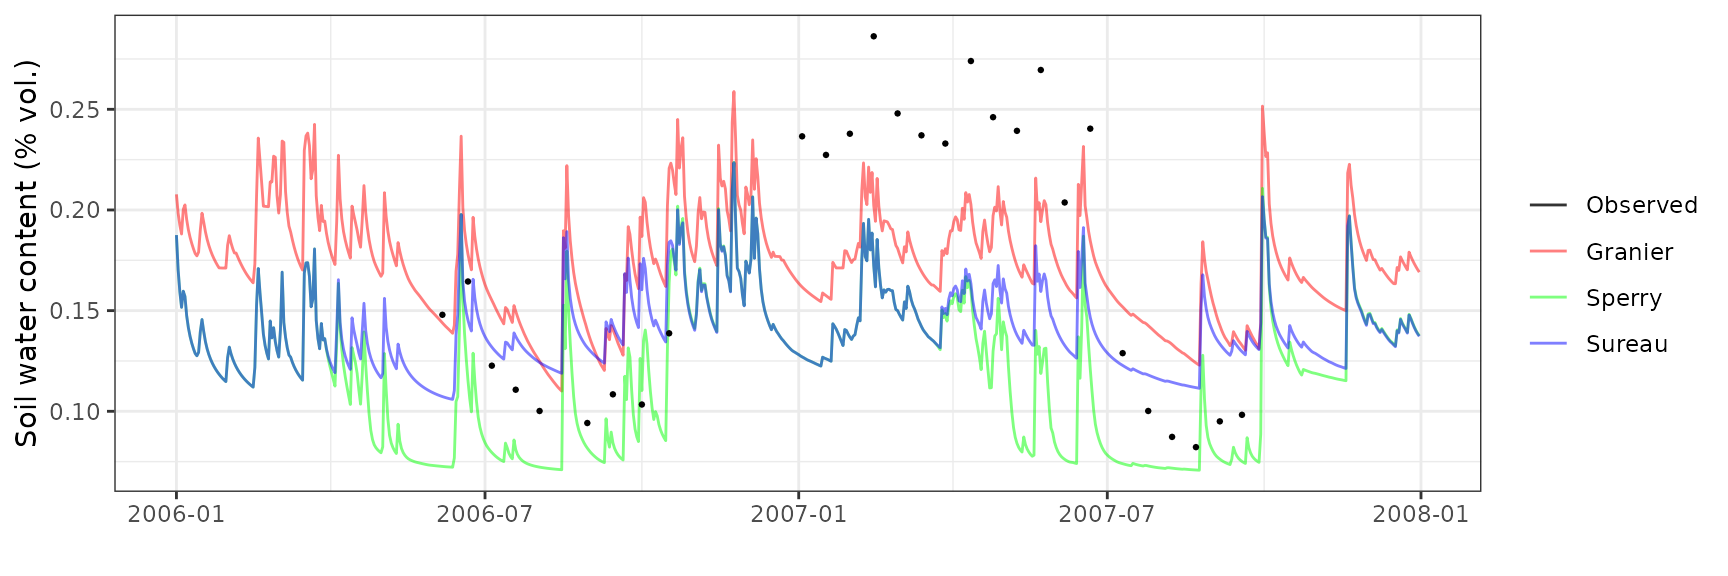 Soil water content (% vol.)
0.25
0.20
0.15
0.10
2006-01
2006-07
2007-01
2007-07
2008-01
Observed
Granier
Sperry
Sureau